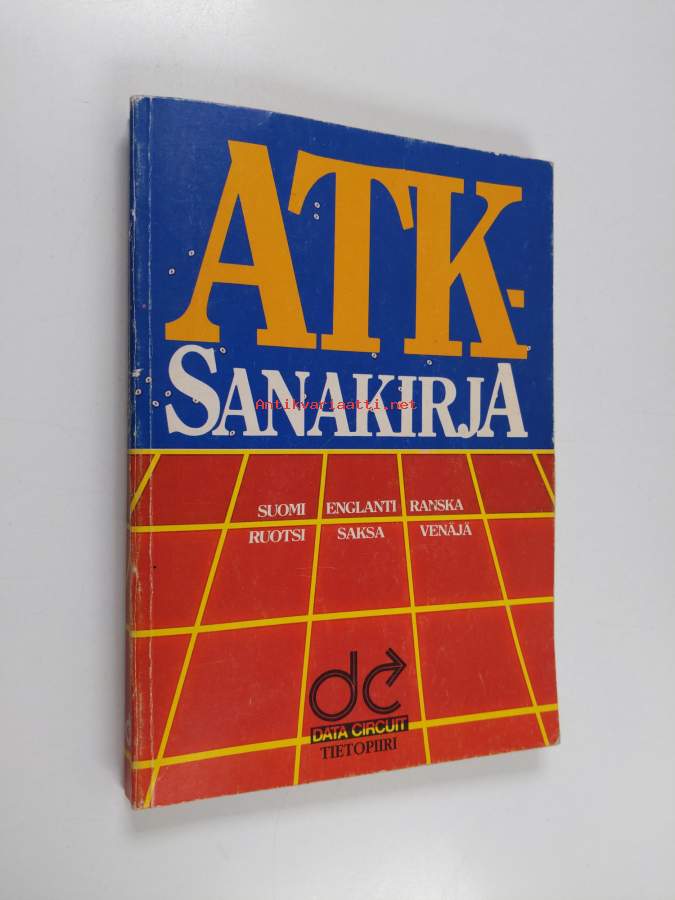 ATK-
SANAKIRJA
Antikvariaatti.net
SUOMI ENGLANTI RANSKA
RUOTSI SAKSA VENÄJÄ
dc
DATA CIRCUIT
TIETOPIIRI